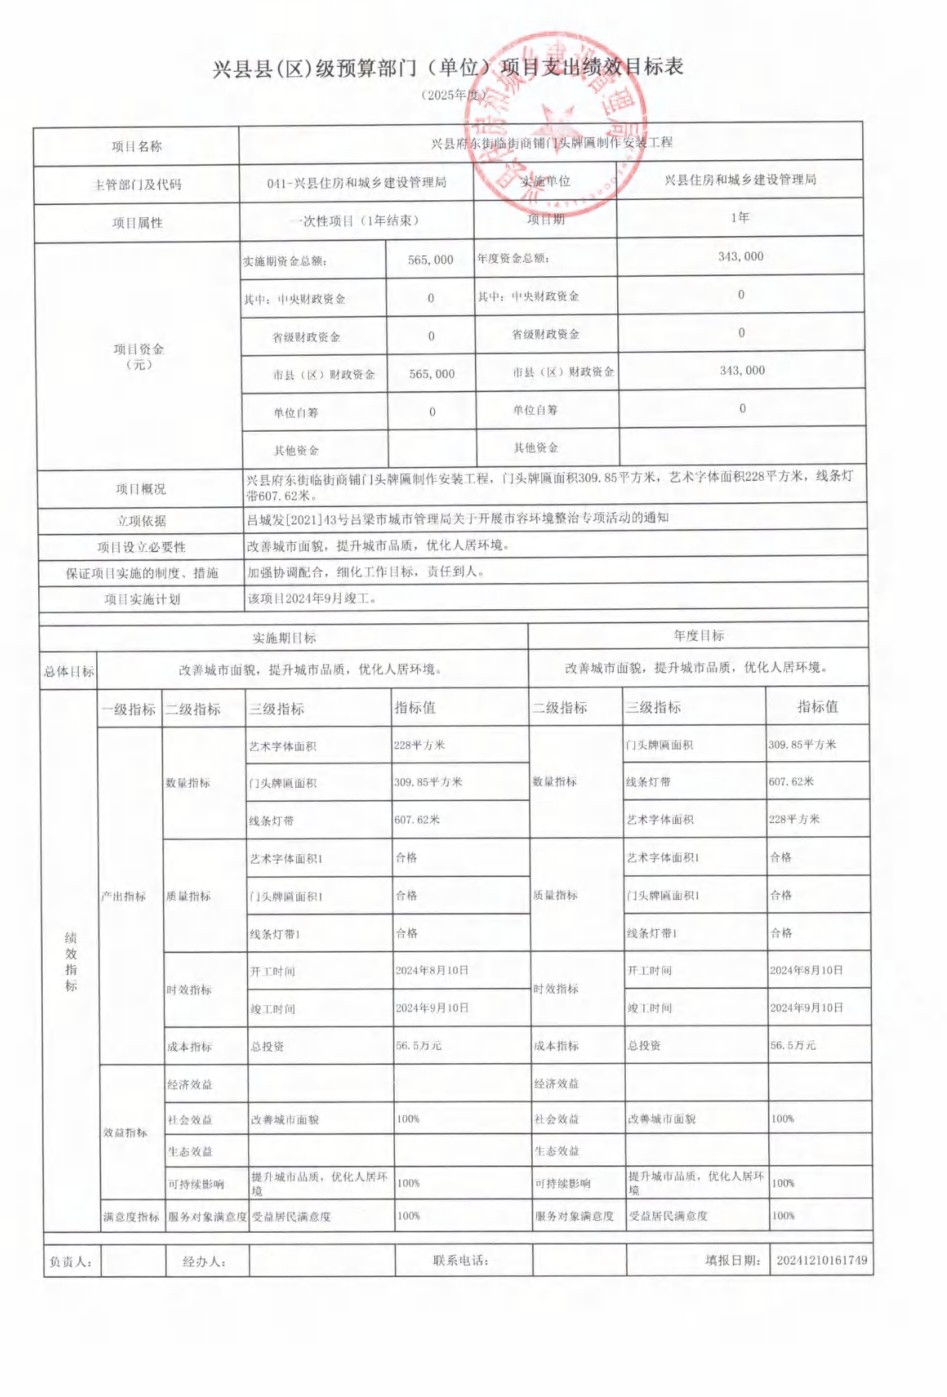 兴县县(区)级预算部门（单位）项目支出绩效目标表
（2025年度）
项目名称 兴县府东街临街商铺门头牌匾制作安装工程
主管部门及代码 041-兴县住房和城乡建设管理局 实施单位 兴县住房和城乡建设管理局
项目属性 一次性项目（1年结束） 项目期 1年
项目资金（元）
实施期资金总额： 565,000 年度资金总额： 343,000
其中：中央财政资金 0 其中：中央财政资金 0
省级财政资金 0 省级财政资金 0
市县（区）财政资金 565,000 市县（区）财政资金 343,000
单位自筹 0 单位自筹 0
其他资金 其他资金
项目概况 兴县府东街临街商铺门头牌匾制作安装工程，门头牌匾面积309.85平方米，艺术字体面积228平方米，线条灯
带607.62米。
立项依据 吕城发[2021]43号吕梁市城市管理局关于开展市容环境整治专项活动的通知
项目设立必要性 改善城市面貌，提升城市品质，优化人居环境。
保证项目实施的制度、措施 加强协调配合，细化工作目标，责任到人。
项目实施计划 该项目2024年9月竣工。
实施期目标 年度目标
总体目标 改善城市面貌，提升城市品质，优化人居环境。 改善城市面貌，提升城市品质，优化人居环境。
绩效指标
一级指标 二级指标 三级指标 指标值 二级指标 三级指标 指标值
产出指标
数量指标 艺术字体面积 228平方米 数量指标 门头牌匾面积 309.85平方米
门头牌匾面积 309.85平方米 线条灯带 607.62米
线条灯带 607.62米 艺术字体面积 228平方米
质量指标 艺术字体面积1 合格 质量指标 艺术字体面积1 合格
门头牌匾面积1 合格 门头牌匾面积1 合格
线条灯带1 合格 线条灯带1 合格
时效指标 开工时间 2024年8月10日 时效指标 开工时间 2024年8月10日
竣工时间 2024年9月10日 竣工时间 2024年9月10日
成本指标 总投资 56.5万元 成本指标 总投资 56.5万元
效益指标
经济效益 经济效益
社会效益 改善城市面貌 100% 社会效益 改善城市面貌 100%
生态效益 生态效益
可持续影响 提升城市品质，优化人居环境 100% 可持续影响 提升城市品质，优化人居环境 100%
满意度指标 服务对象满意度 受益居民满意度 100% 服务对象满意度 受益居民满意度 100%
负责人： 经办人： 联系电话： 填报日期： 20241210161749
兴县住房和城乡建设管理局